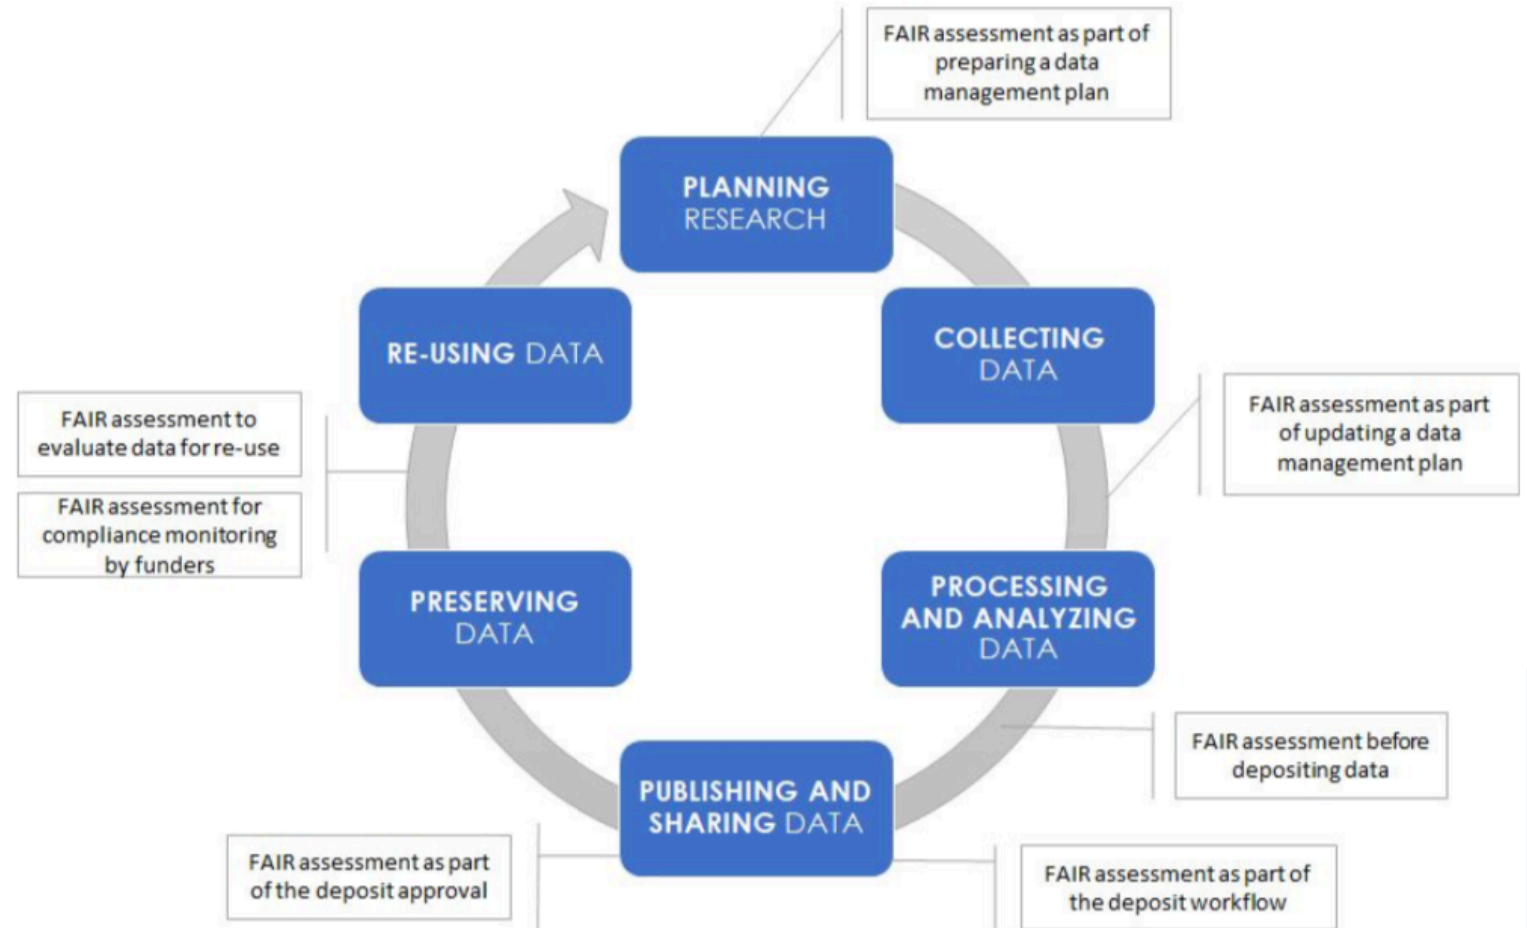 FAIR assessment as part of
preparing a data
management plan
PLANNING
RESEARCH
COLLECTING
DATA
RE-USING DATA
FAIR assessment as part
of updating a data
management plan
FAIR assessment to
evaluate data for re-use
FAIR assessment for
compliance monitoring
by funders
PROCESSING
AND ANALYZING
DATA
PRESERVING
DATA
FAIR assessment before
depositing data
PUBLISHING AND
SHARING DATA
FAIR assessment as part
of the deposit approval
FAIR assessment as part of
the deposit workflow